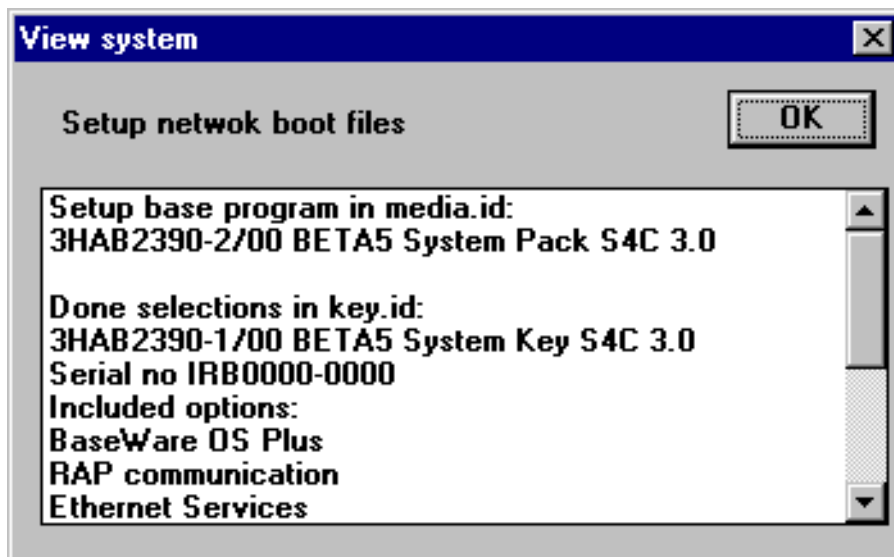 View system
Setup netwok boot files
OK
Setup base program in media.id:
3HAB2390-2/00 BETA5 System Pack S4C 3.0
Done selections in key.id:
3HAB2390-1/00 BETA5 System Key S4C 3.0
Serial no IRB0000-0000
Included options:
BaseWare OS Plus
RAP communication
Ethernet Services